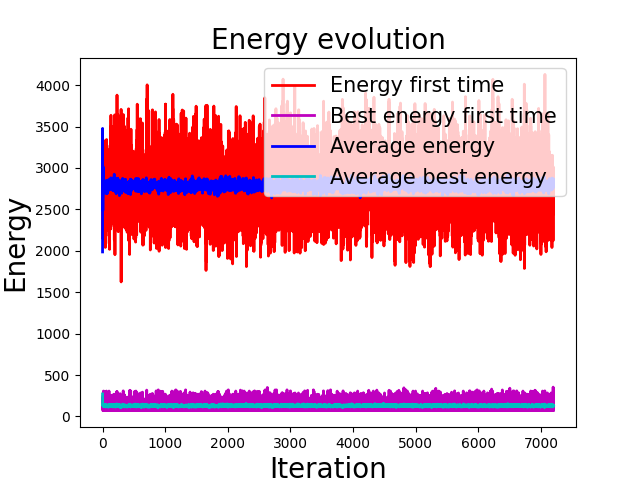 Energy evolution
Energy
4000
3500
3000
2500
2000
1500
1000
500
0
Energy first time
Best energy first time
Average energy
Average best energy
0
1000
2000
3000
4000
5000
6000
7000
Iteration